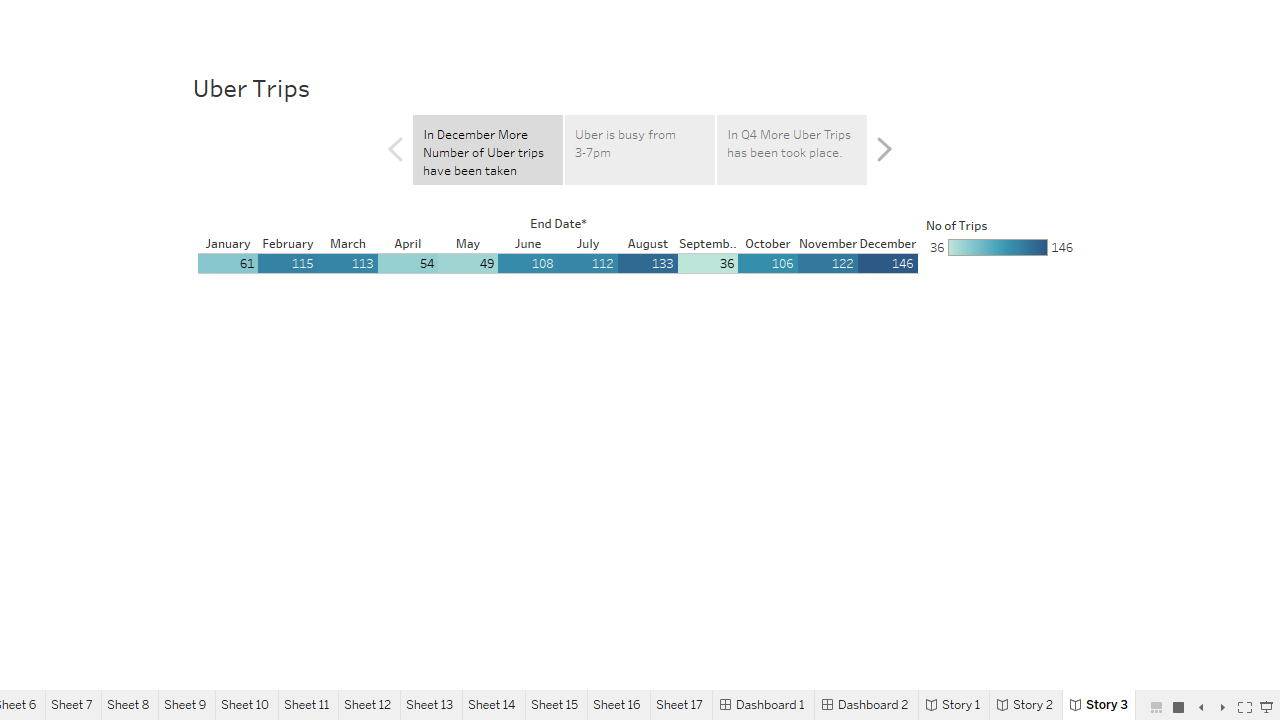 Uber Trips
In December More
Number of Uber trips
have been taken
Uber is busy from
3-7pm
In Q4 More Uber Trips
has been took place.
End Date*
No of Trips
January February March April May June July August Septemb.. October November December
36 146
61 115 113 54 49 108 112 133 36 106 122 146
Sheet 6 Sheet 7 Sheet 8 Sheet 9 Sheet 10 Sheet 11 Sheet 12 Sheet 13 Sheet 14 Sheet 15 Sheet 16 Sheet 17 Dashboard 1 Dashboard 2 Story 1 Story 2 Story 3